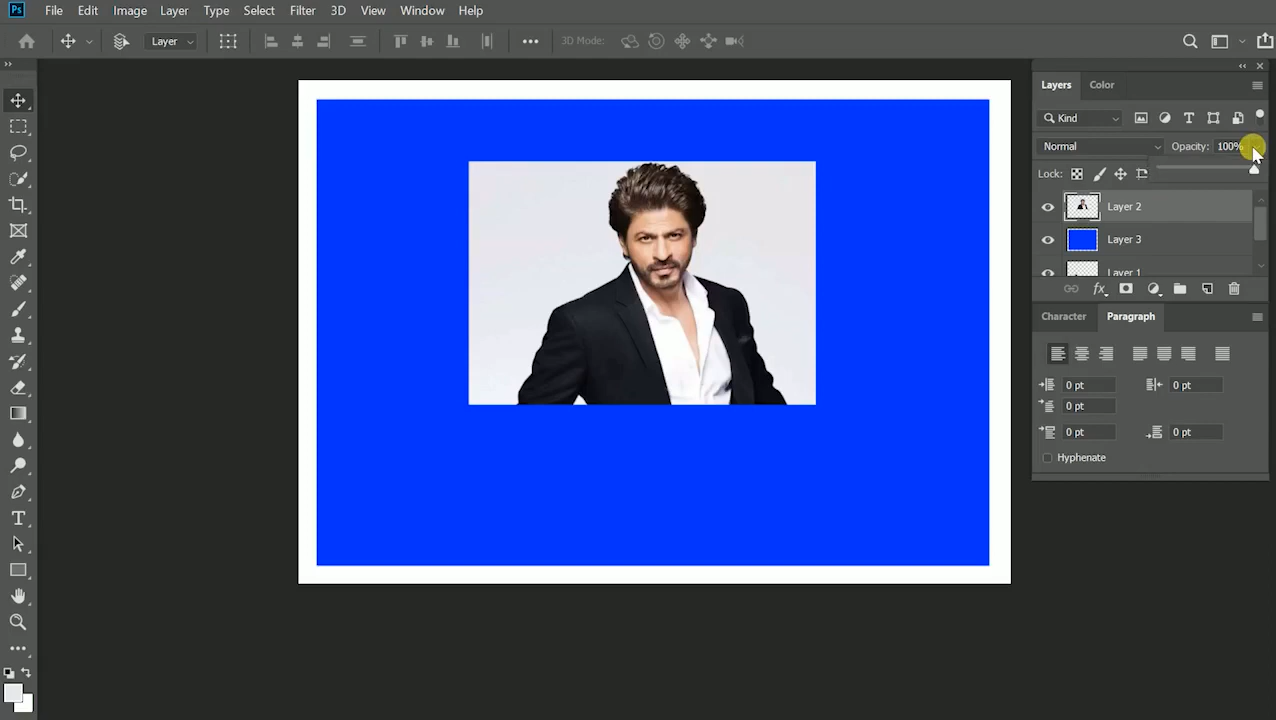 Ps File Edit Image Layer Type Select Filter 3D View Window Help
Layer 3D Mode:
Layers Color
Kind
Normal Opacity: 100%
Lock:
Layer 2
Layer 3
Layer 1
fx
Character Paragraph
0 pt 0 pt
0 pt
0 pt 0 pt
Hyphenate